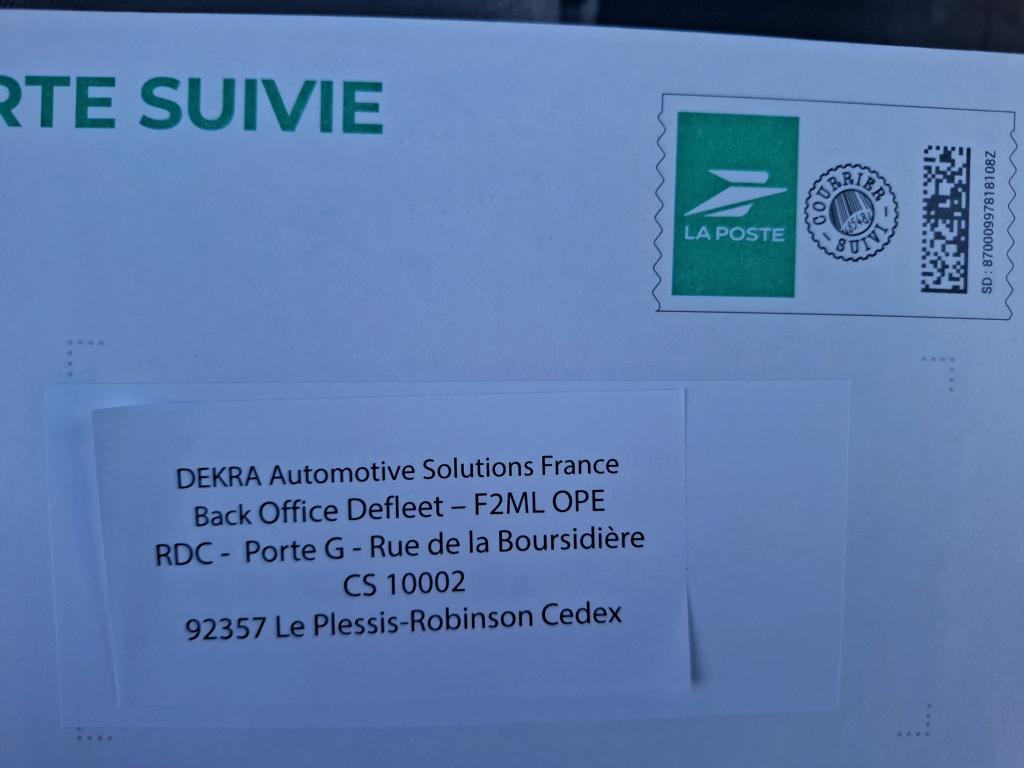 RTE SUIVIE
LA POSTE
COURRIER
SUIVI
SD : 87000997818108Z
DEKRA Automotive Solutions France
Back Office Defleet – F2ML OPE
RDC - Porte G - Rue de la Boursidière
CS 10002
92357 Le Plessis-Robinson Cedex